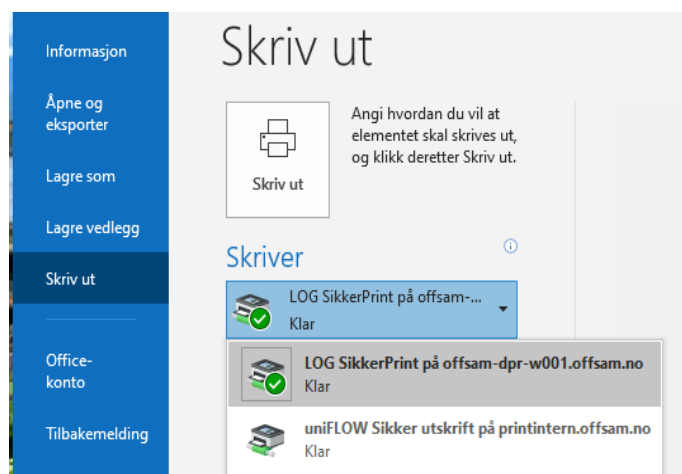 Informasjon
Åpne og
eksporter
Lagre som
Lagre vedlegg
Skriv ut
Office-
konto
Tilbakemelding
Skriv ut
Skriv ut
Angi hvordan du vil at
elementet skal skrives ut,
og klikk deretter Skriv ut.
Skriver
LOG SikkerPrint på offsam-...
Klar
LOG SikkerPrint på offsam-dpr-w001.offsam.no
Klar
uniFLOW Sikker utskrift på printintern.offsam.no
Klar